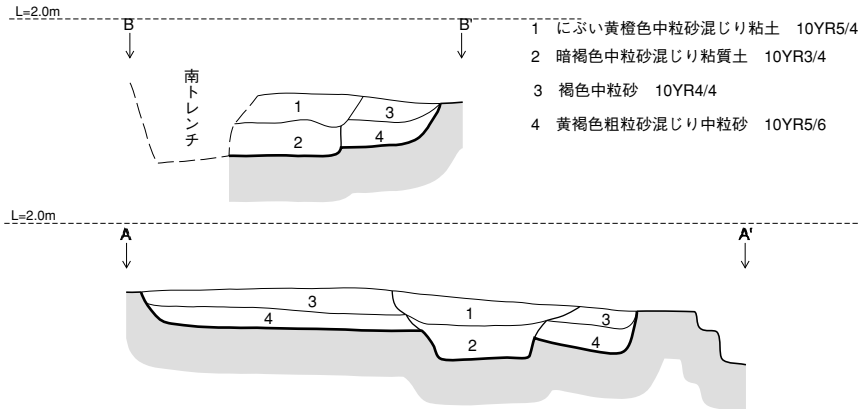 L=2.0m
B
B'
南トレンチ
1
3
2
4
1 にぶい黄橙色中粒砂混じり粘土 10YR5/4
2 暗褐色中粒砂混じり粘質土 10YR3/4
3 褐色中粒砂 10YR4/4
4 黄褐色粗粒砂混じり中粒砂 10YR5/6
L=2.0m
A
A'
3
4
1
2
3
4